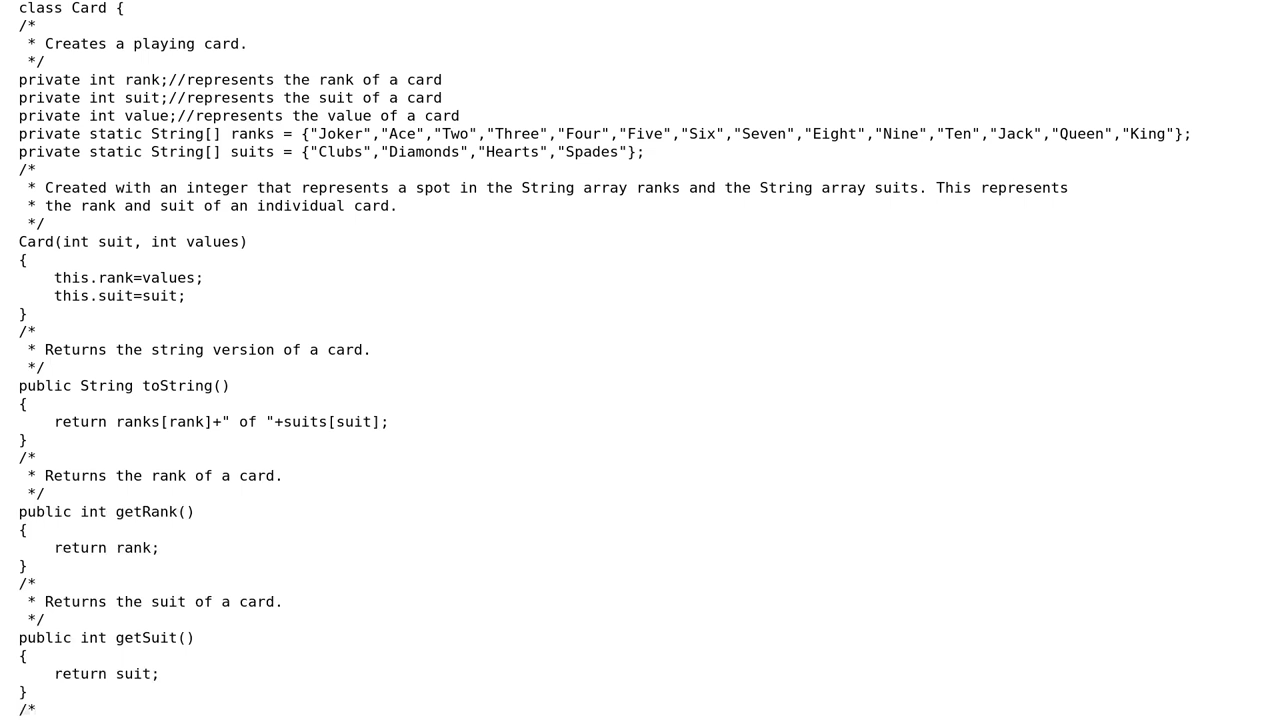 class Card {
/*
 * Creates a playing card.
 */
private int rank;//represents the rank of a card
private int suit;//represents the suit of a card
private int value;//represents the value of a card
private static String[] ranks = {"Joker","Ace","Two","Three","Four","Five","Six","Seven","Eight","Nine","Ten","Jack","Queen","King"};
private static String[] suits = {"Clubs","Diamonds","Hearts","Spades"};
/*
 * Created with an integer that represents a spot in the String array ranks and the String array suits. This represents
 * the rank and suit of an individual card.
 */
Card(int suit, int values)
{
    this.rank=values;
    this.suit=suit;
}
/*
 * Returns the string version of a card.
 */
public String toString()
{
    return ranks[rank]+" of "+suits[suit];
}
/*
 * Returns the rank of a card.
 */
public int getRank()
{
    return rank;
}
/*
 * Returns the suit of a card.
 */
public int getSuit()
{
    return suit;
}
/*